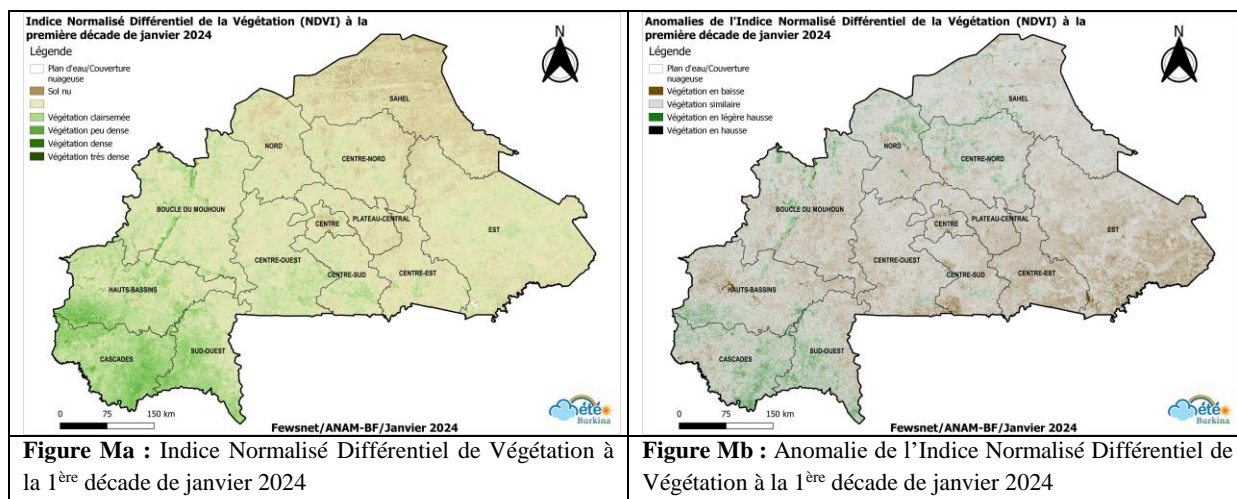 Indice Normalisé Différentiel de la Végétation (NDVI) à la
première décade de janvier 2024
Légende
Plan d'eau/Couverture
nuageuse
Sol nu
Végétation clairsemée
Végétation peu dense
Végétation dense
Végétation très dense
N
SAHEL
NORD
CENTRE-NORD
BOUCLE DU MOUHOUN
CENTRE
PLATEAU-CENTRAL
EST
CENTRE-OUEST
CENTRE-SUD
CENTRE-EST
HAUTS-BASSINS
CASCADES
SUD-OUEST
0 75 150 km
Fewsnet/ANAM-BF/Janvier 2024
météo
Burkina
Figure Ma : Indice Normalisé Différentiel de Végétation à
la 1ère décade de janvier 2024
Anomalies de l'Indice Normalisé Différentiel de la Végétation (NDVI) à la
première décade de janvier 2024
Légende
Plan d'eau/Couverture
nuageuse
Végétation en baisse
Végétation similaire
Végétation en légère hausse
Végétation en hausse
N
SAHEL
NORD
CENTRE-NORD
BOUCLE DU MOUHOUN
CENTRE
PLATEAU-CENTRAL
EST
CENTRE-OUEST
CENTRE-SUD
CENTRE-EST
HAUTS-BASSINS
CASCADES
SUD-OUEST
0 75 150 km
Fewsnet/ANAM-BF/Janvier 2024
météo
Burkina
Figure Mb : Anomalie de l'Indice Normalisé Différentiel de
Végétation à la 1ère décade de janvier 2024